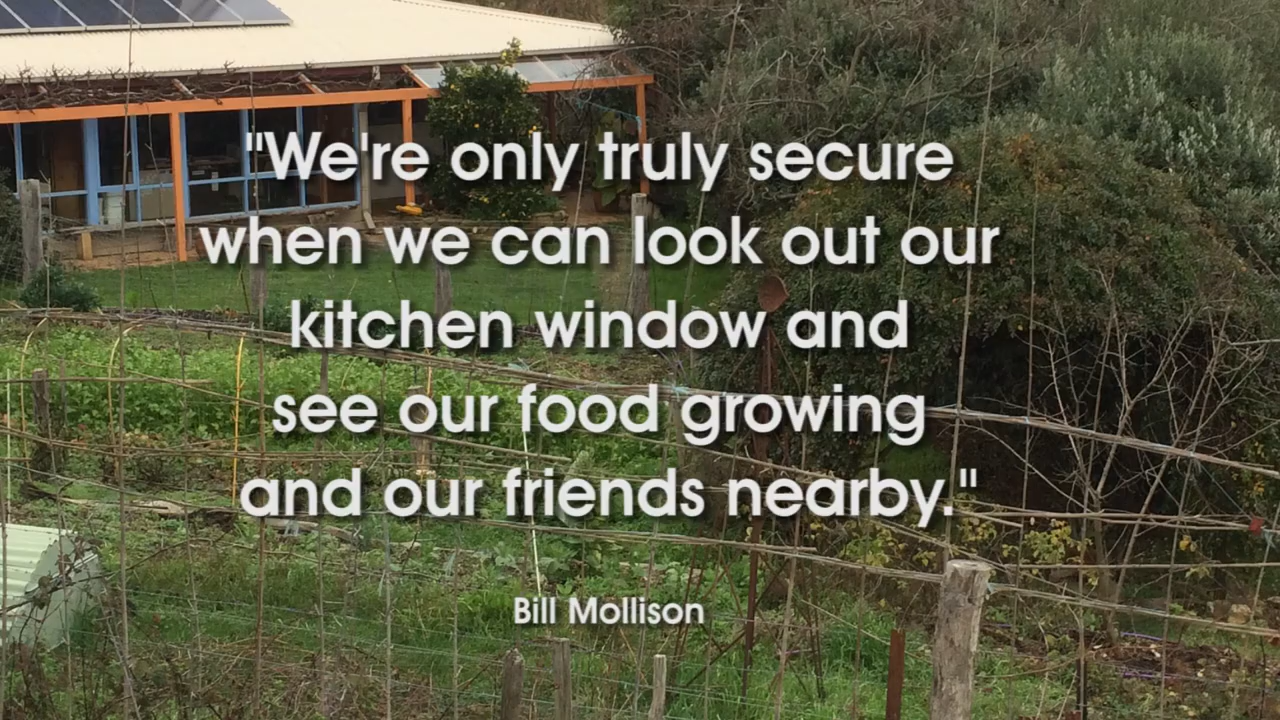 "We're only truly secure
when we can look out our
kitchen window and
see our food growing
and our friends nearby."
Bill Mollison